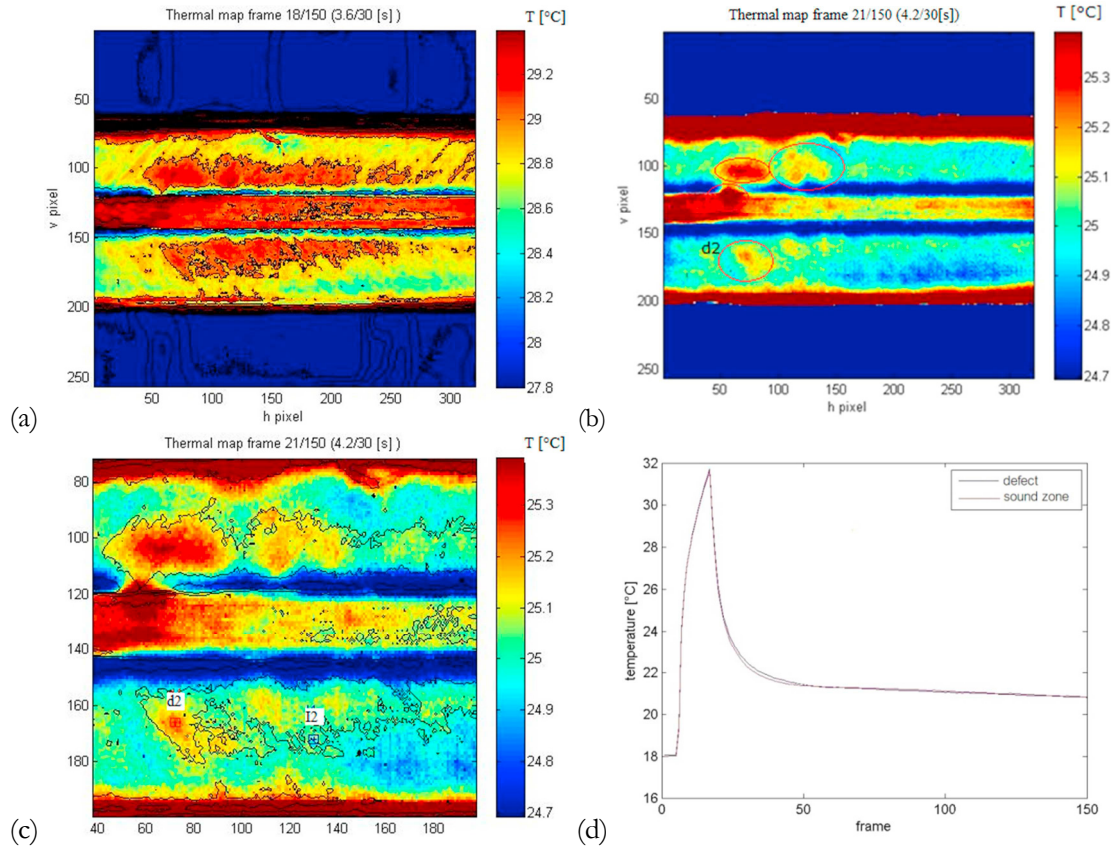 Thermal map frame 18/150 (3.6/30 [s] )
T [°C]
50
100
150
200
250
v pixel
50 100 150 200 250 300
h pixel
29.2
29
28.8
28.6
28.4
28.2
28
27.8
(a)
Thermal map frame 21/150 (4.2/30[s])
T [°C]
50
100
150
200
250
v pixel
d2
50 100 150 200 250 300
h pixel
25.3
25.2
25.1
25
24.9
24.8
24.7
(b)
Thermal map frame 21/150 (4.2/30 [s] )
T [°C]
80
100
120
140
160
180
d2
I2
40 60 80 100 120 140 160 180
25.3
25.2
25.1
25
24.9
24.8
24.7
(c)
32
30
28
26
24
22
20
18
16
temperature [°C]
defect
sound zone
0 50 100 150
frame
(d)